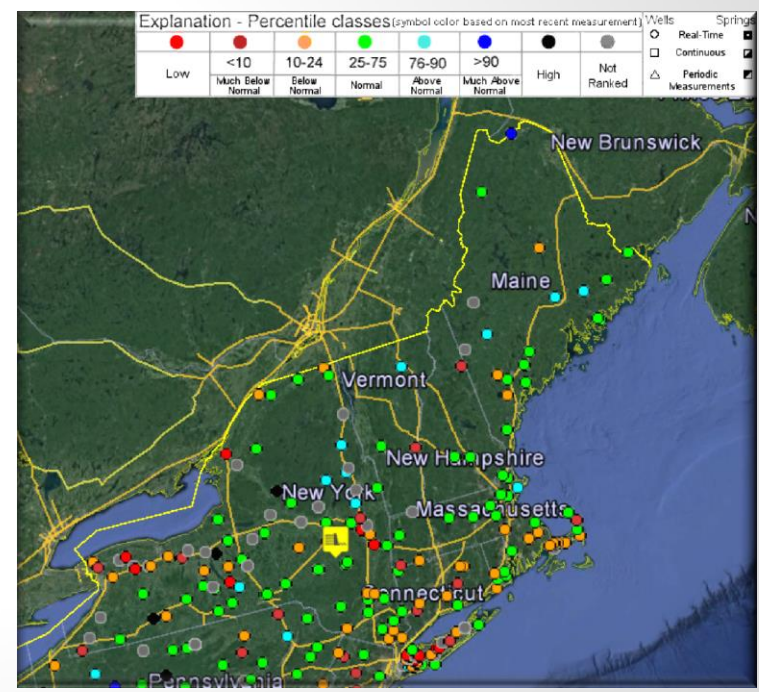 Explanation - Percentile classes (symbol color based on most recent measurement)
Low
<10
Much Below
Normal
10-24
Below
Normal
25-75
Normal
76-90
Above
Normal
>90
Much Above
Normal
High
Not
Ranked
Wells Springs
Real-Time
Continuous
Periodic
Measurements
New Brunswick
Maine
Vermont
New Hampshire
New York
Massachusetts
Connecticut
Pennsylvania